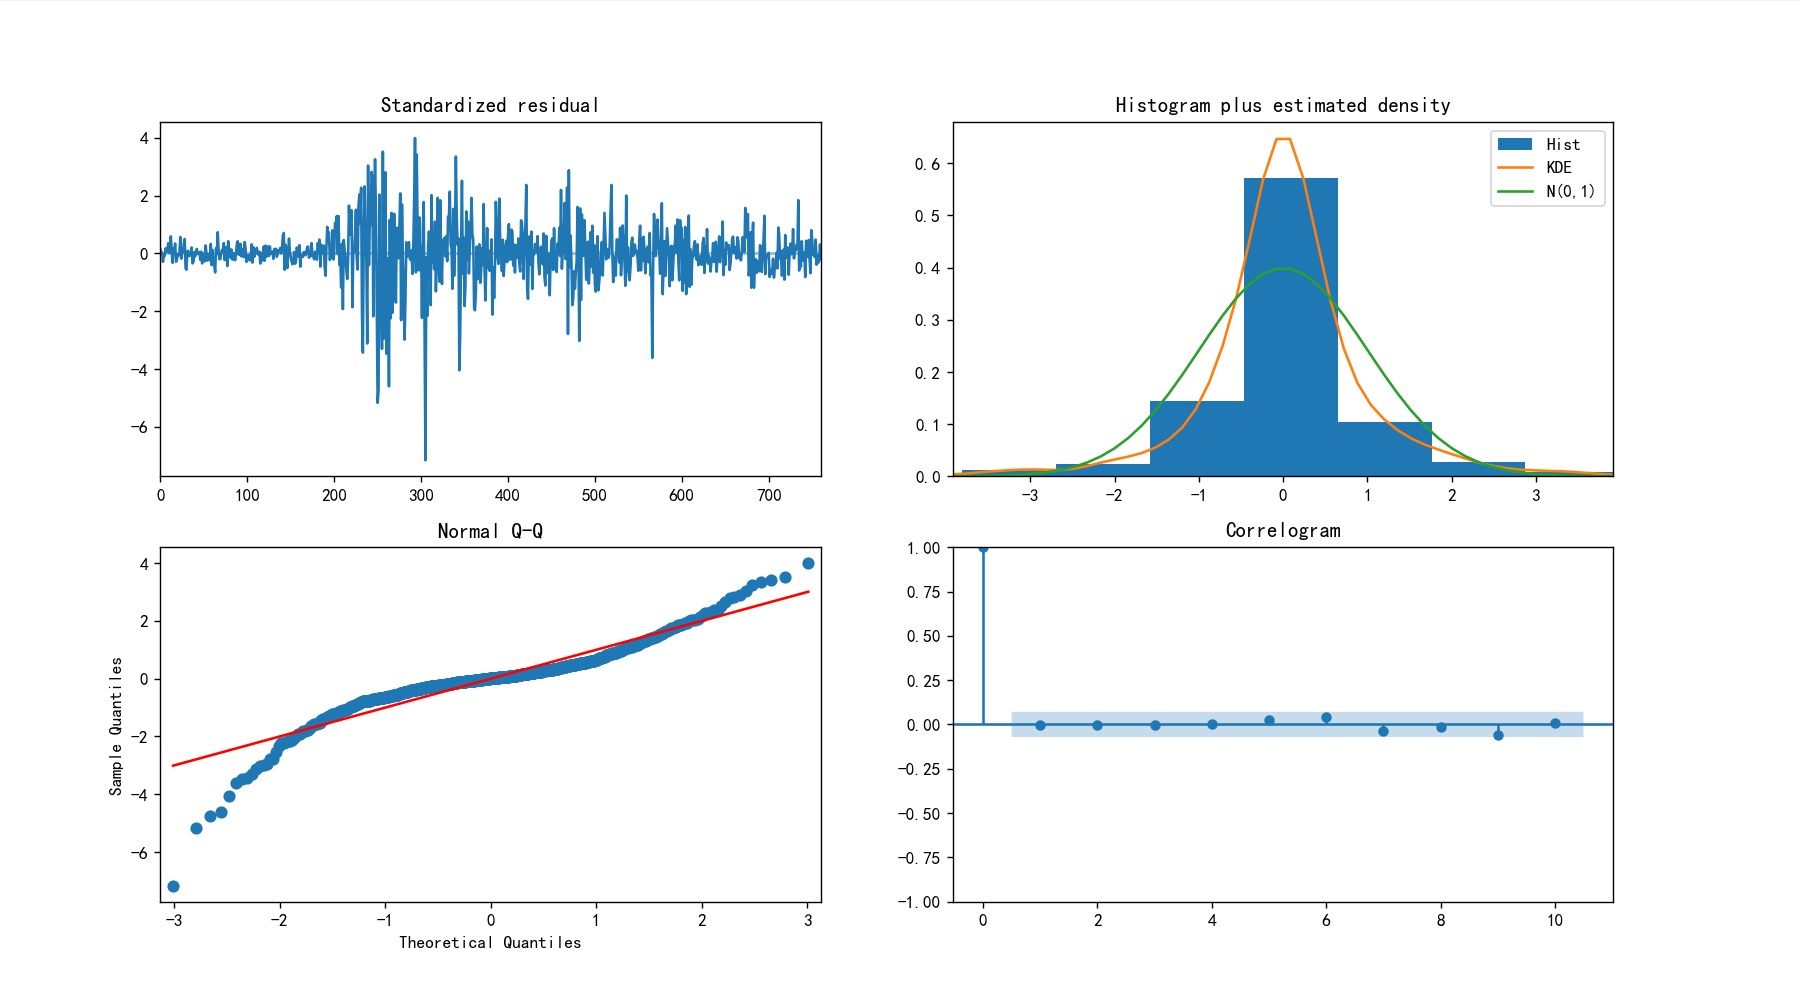 Standardized residual
4
2
0
−2
−4
−6
0 100 200 300 400 500 600 700
Histogram plus estimated density
Hist
KDE
N(0,1)
0.6
0.5
0.4
0.3
0.2
0.1
0.0
−3 −2 −1 0 1 2 3
Normal Q-Q
Sample Quantiles
4
2
0
−2
−4
−6
−3 −2 −1 0 1 2 3
Theoretical Quantiles
Correlogram
1.00
0.75
0.50
0.25
0.00
−0.25
−0.50
−0.75
−1.00
0 2 4 6 8 10